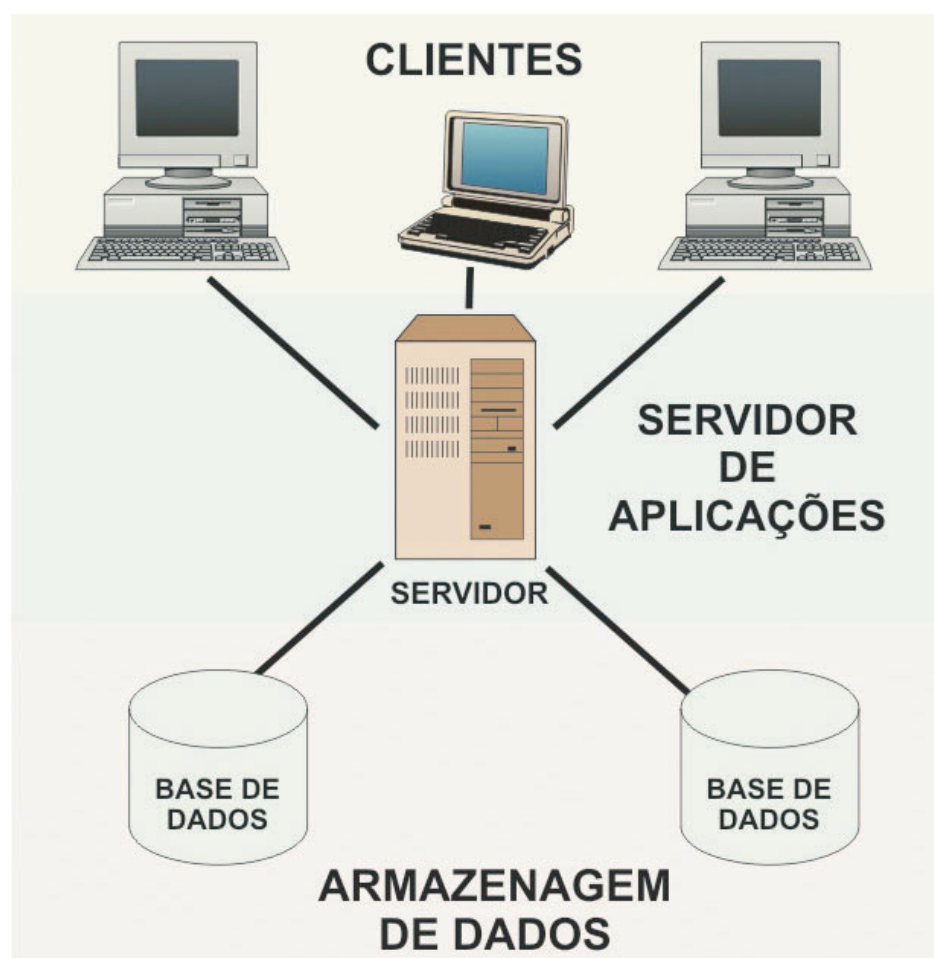 CLIENTES
SERVIDOR
DE
APLICAÇÕES
SERVIDOR
BASE DE
DADOS
BASE DE
DADOS
ARMAZENAGEM
DE DADOS